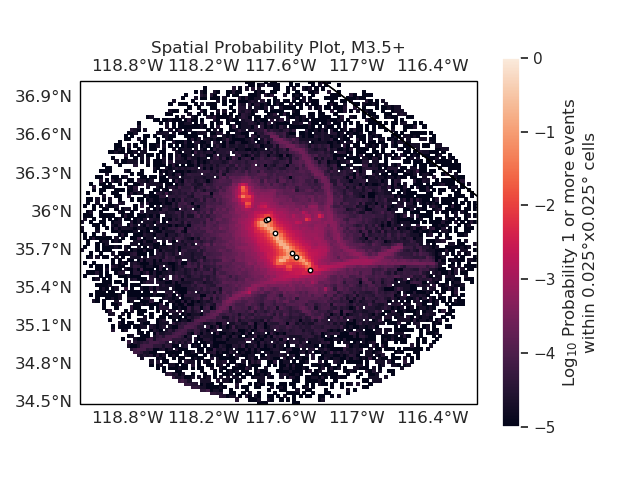 Spatial Probability Plot, M3.5+
118.8°W 118.2°W 117.6°W 117°W 116.4°W
36.9°N
36.6°N
36.3°N
36°N
35.7°N
35.4°N
35.1°N
34.8°N
34.5°N
118.8°W 118.2°W 117.6°W 117°W 116.4°W
0
−1
−2
−3
−4
−5
Log₁₀ Probability 1 or more events
within 0.025°x0.025° cells